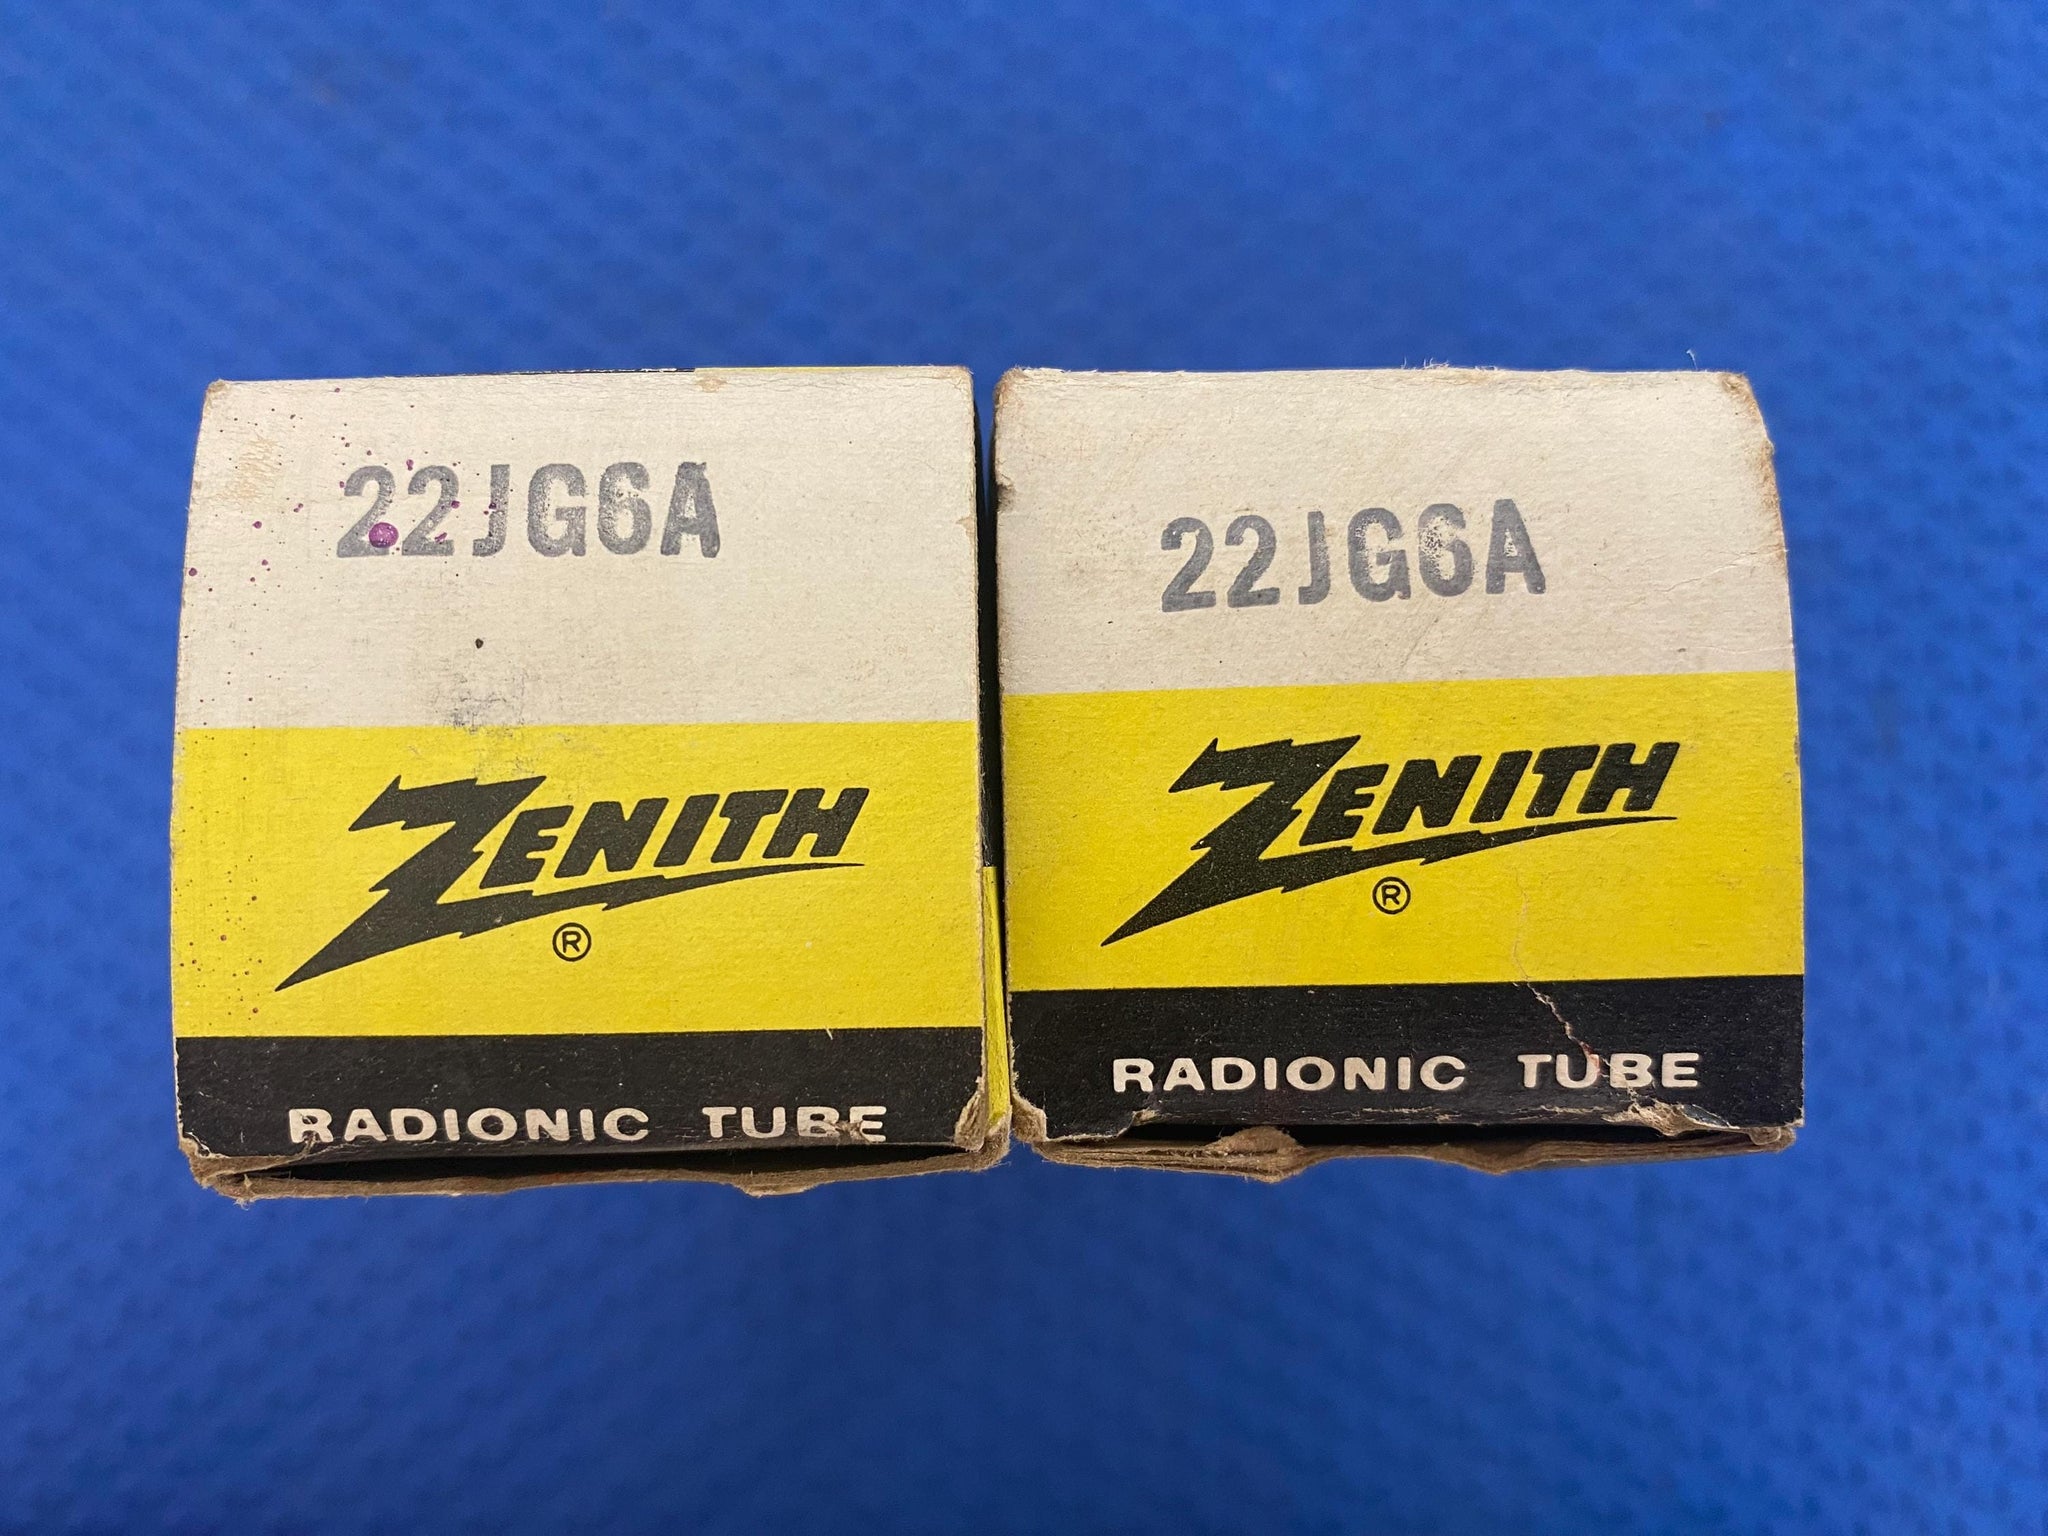 22JG6A
ZENITH
®
RADIONIC TUBE
22JG6A
ZENITH
®
RADIONIC TUBE